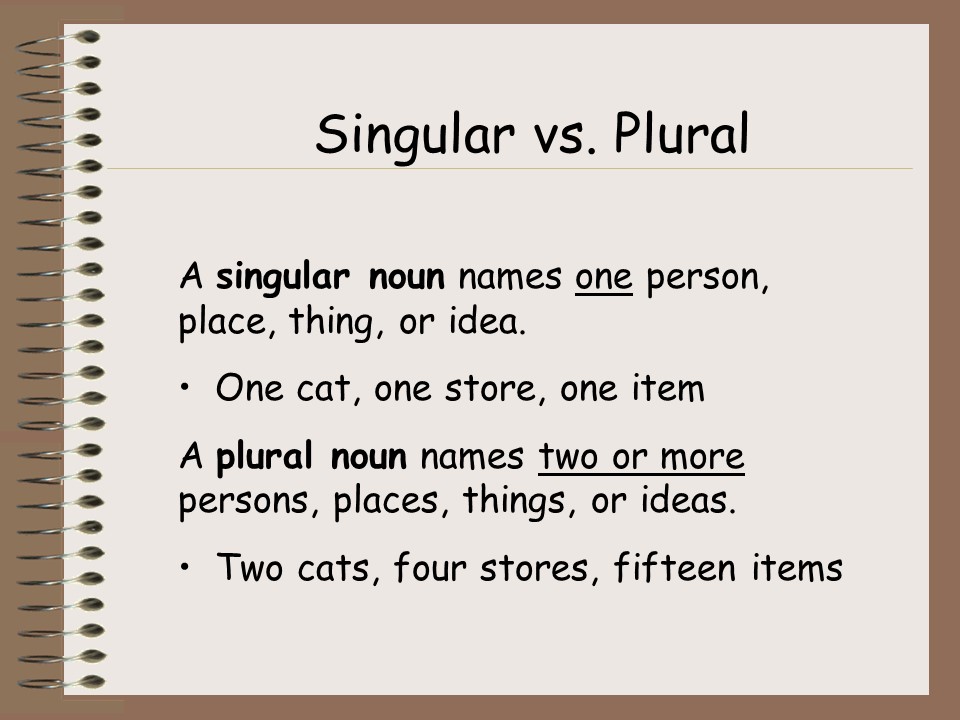 Singular vs. Plural
A singular noun names one person,
place, thing, or idea.
• One cat, one store, one item
A plural noun names two or more
persons, places, things, or ideas.
• Two cats, four stores, fifteen items